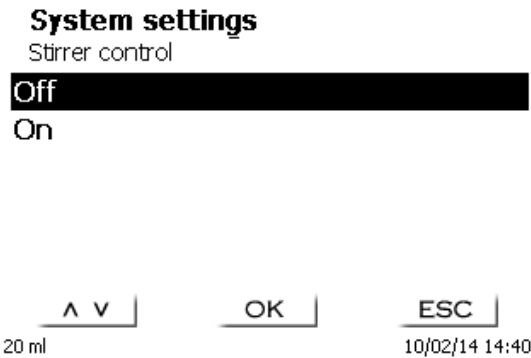 System settings
Stirrer control
Off
On
∧ ∨ OK ESC
20 ml 10/02/14 14:40